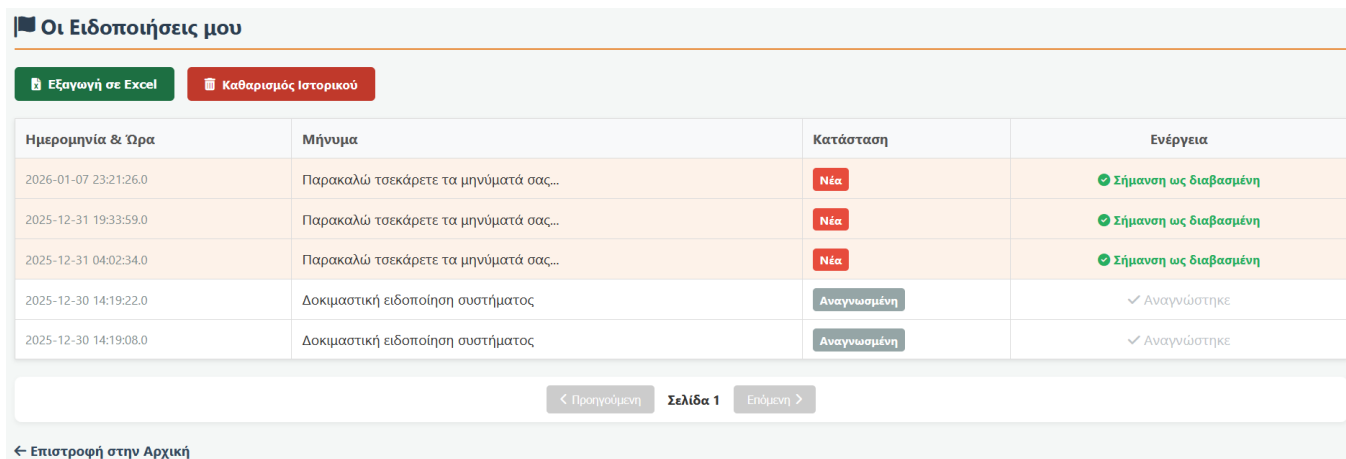 Οι Ειδοποιήσεις μου
Εξαγωγή σε Excel Καθαρισμός Ιστορικού
Ημερομηνία & Ώρα Μήνυμα Κατάσταση Ενέργεια
2026-01-07 23:21:26.0 Παρακαλώ τσεκάρετε τα μηνύματά σας... Νέα Σήμανση ως διαβασμένη
2025-12-31 19:33:59.0 Παρακαλώ τσεκάρετε τα μηνύματά σας... Νέα Σήμανση ως διαβασμένη
2025-12-31 04:02:34.0 Παρακαλώ τσεκάρετε τα μηνύματά σας... Νέα Σήμανση ως διαβασμένη
2025-12-30 14:19:22.0 Δοκιμαστική ειδοποίηση συστήματος Αναγνωσμένη Αναγνώστηκε
2025-12-30 14:19:08.0 Δοκιμαστική ειδοποίηση συστήματος Αναγνωσμένη Αναγνώστηκε
Προηγούμενη Σελίδα 1 Επόμενη
Επιστροφή στην Αρχική